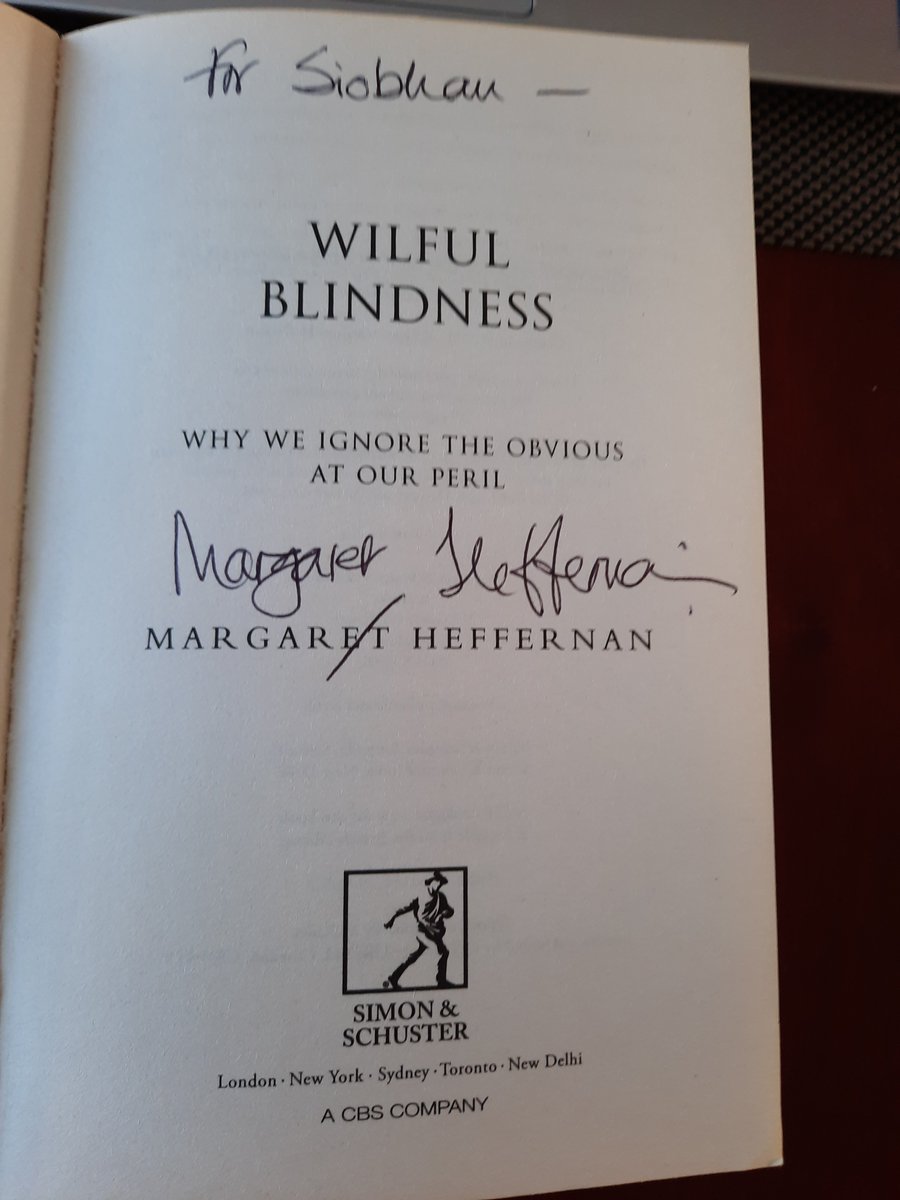 For Siobhan —
WILFUL
BLINDNESS
WHY WE IGNORE THE OBVIOUS
AT OUR PERIL
Margaret Heffernan
MARGARET HEFFERNAN
SIMON &
SCHUSTER
London · New York · Sydney · Toronto · New Delhi
A CBS COMPANY